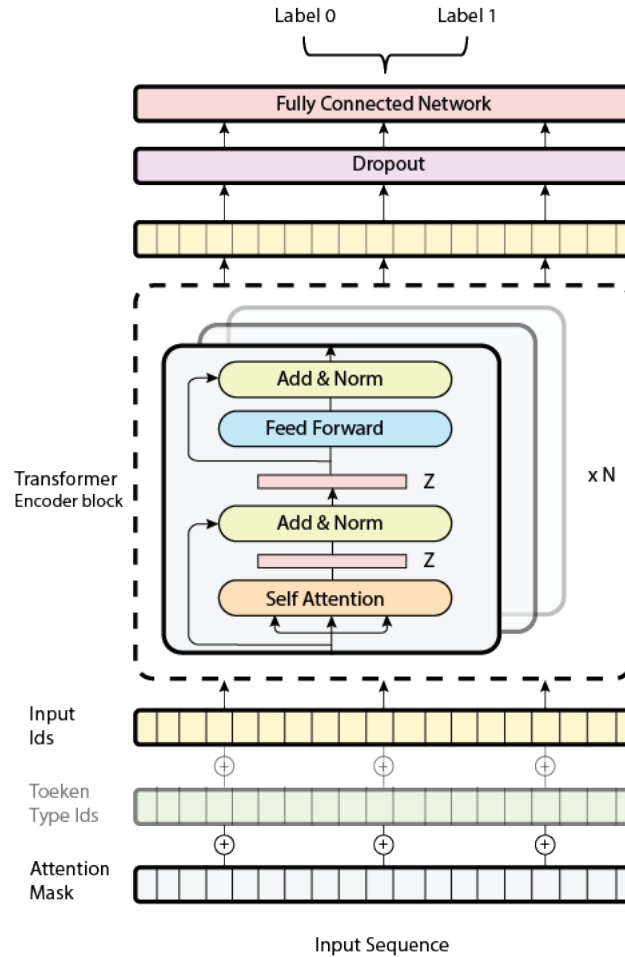 Label 0 Label 1
Fully Connected Network
Dropout
Add & Norm
Feed Forward
Z
Transformer
Encoder block
x N
Add & Norm
Z
Self Attention
Input
Ids
Toeken
Type Ids
Attention
Mask
Input Sequence